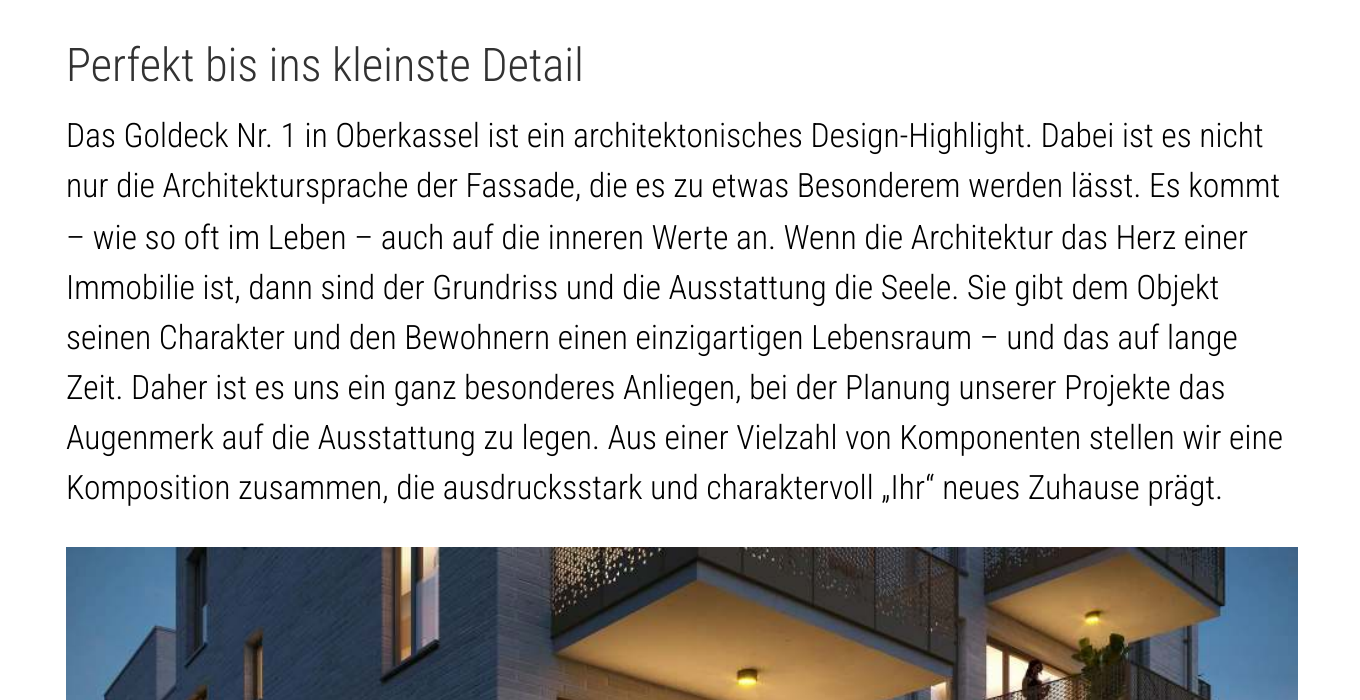 Perfekt bis ins kleinste Detail
Das Goldeck Nr. 1 in Oberkassel ist ein architektonisches Design-Highlight. Dabei ist es nicht
nur die Architektursprache der Fassade, die es zu etwas Besonderem werden lässt. Es kommt
– wie so oft im Leben – auch auf die inneren Werte an. Wenn die Architektur das Herz einer
Immobilie ist, dann sind der Grundriss und die Ausstattung die Seele. Sie gibt dem Objekt
seinen Charakter und den Bewohnern einen einzigartigen Lebensraum – und das auf lange
Zeit. Daher ist es uns ein ganz besonderes Anliegen, bei der Planung unserer Projekte das
Augenmerk auf die Ausstattung zu legen. Aus einer Vielzahl von Komponenten stellen wir eine
Komposition zusammen, die ausdrucksstark und charaktervoll „Ihr“ neues Zuhause prägt.